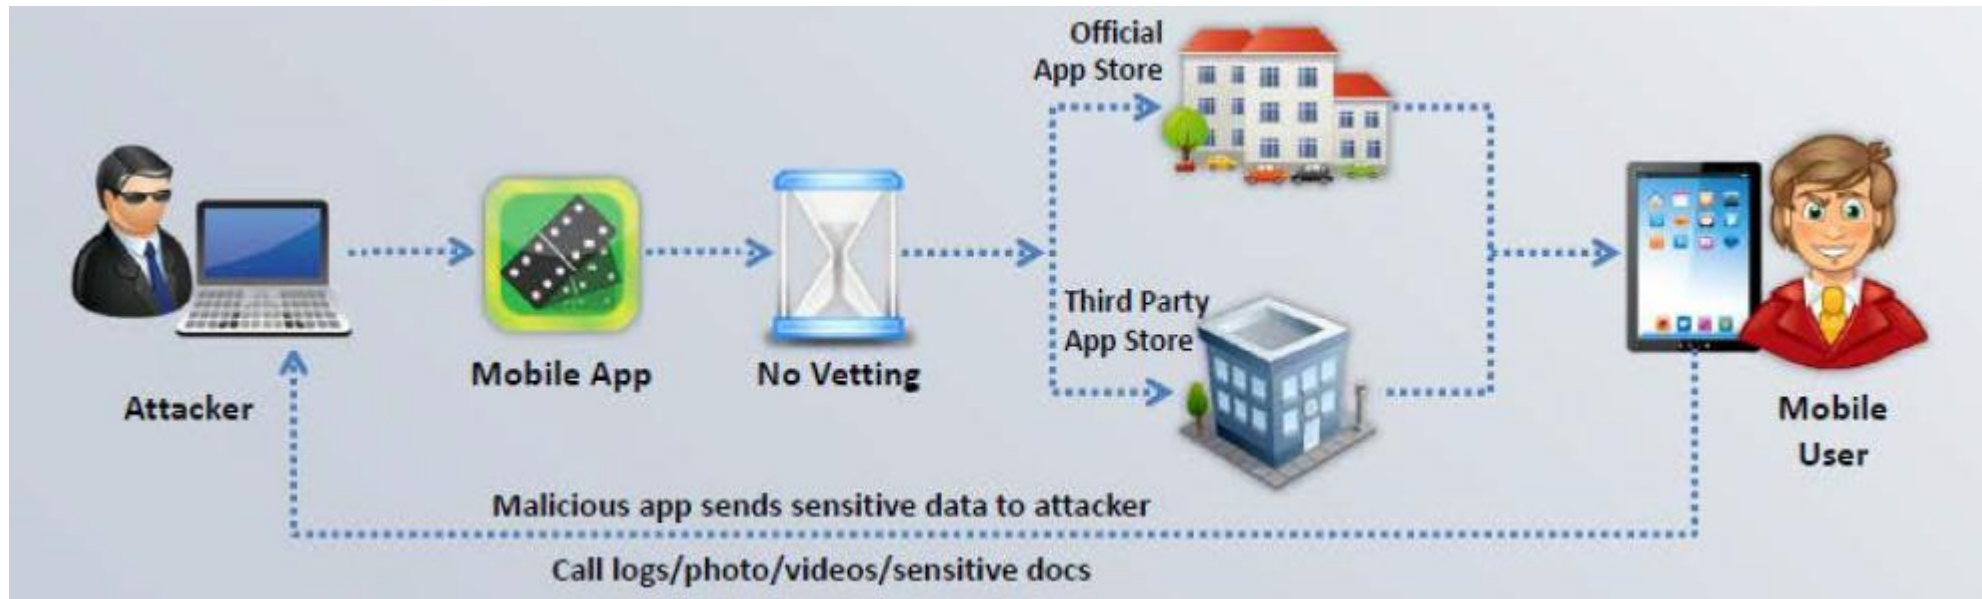 Official
App Store
Third Party
App Store
Mobile App
No Vetting
Attacker
Mobile
User
Malicious app sends sensitive data to attacker
Call logs/photo/videos/sensitive docs